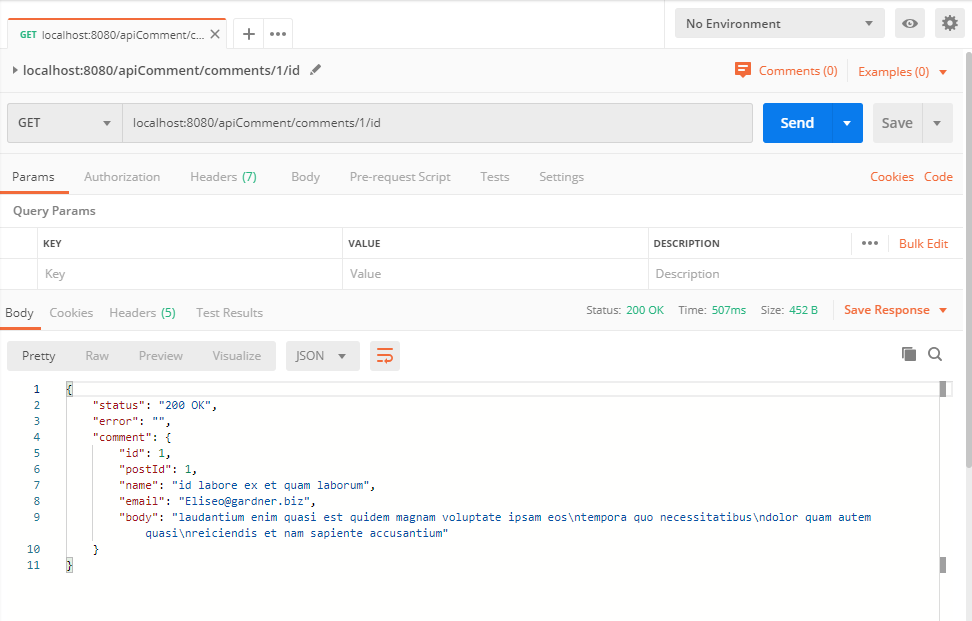 GET localhost:8080/apiComment/c...
No Environment
localhost:8080/apiComment/comments/1/id
Comments (0)
Examples (0)
GET
localhost:8080/apiComment/comments/1/id
Send
Save
Params Authorization Headers (7) Body Pre-request Script Tests Settings Cookies Code
Query Params
KEY VALUE DESCRIPTION ••• Bulk Edit
Key Value Description
Body Cookies Headers (5) Test Results Status: 200 OK Time: 507ms Size: 452 B Save Response
Pretty Raw Preview Visualize JSON
1 {
2 "status": "200 OK",
3 "error": "",
4 "comment": {
5 "id": 1,
6 "postId": 1,
7 "name": "id labore ex et quam laborum",
8 "email": "Eliseo@gardner.biz",
9 "body": "laudantium enim quasi est quidem magnam voluptate ipsam eos\ntempora quo necessitatibus\ndolor quam autem
quasi\nreiciendis et nam sapiente accusantium"
10 }
11 }